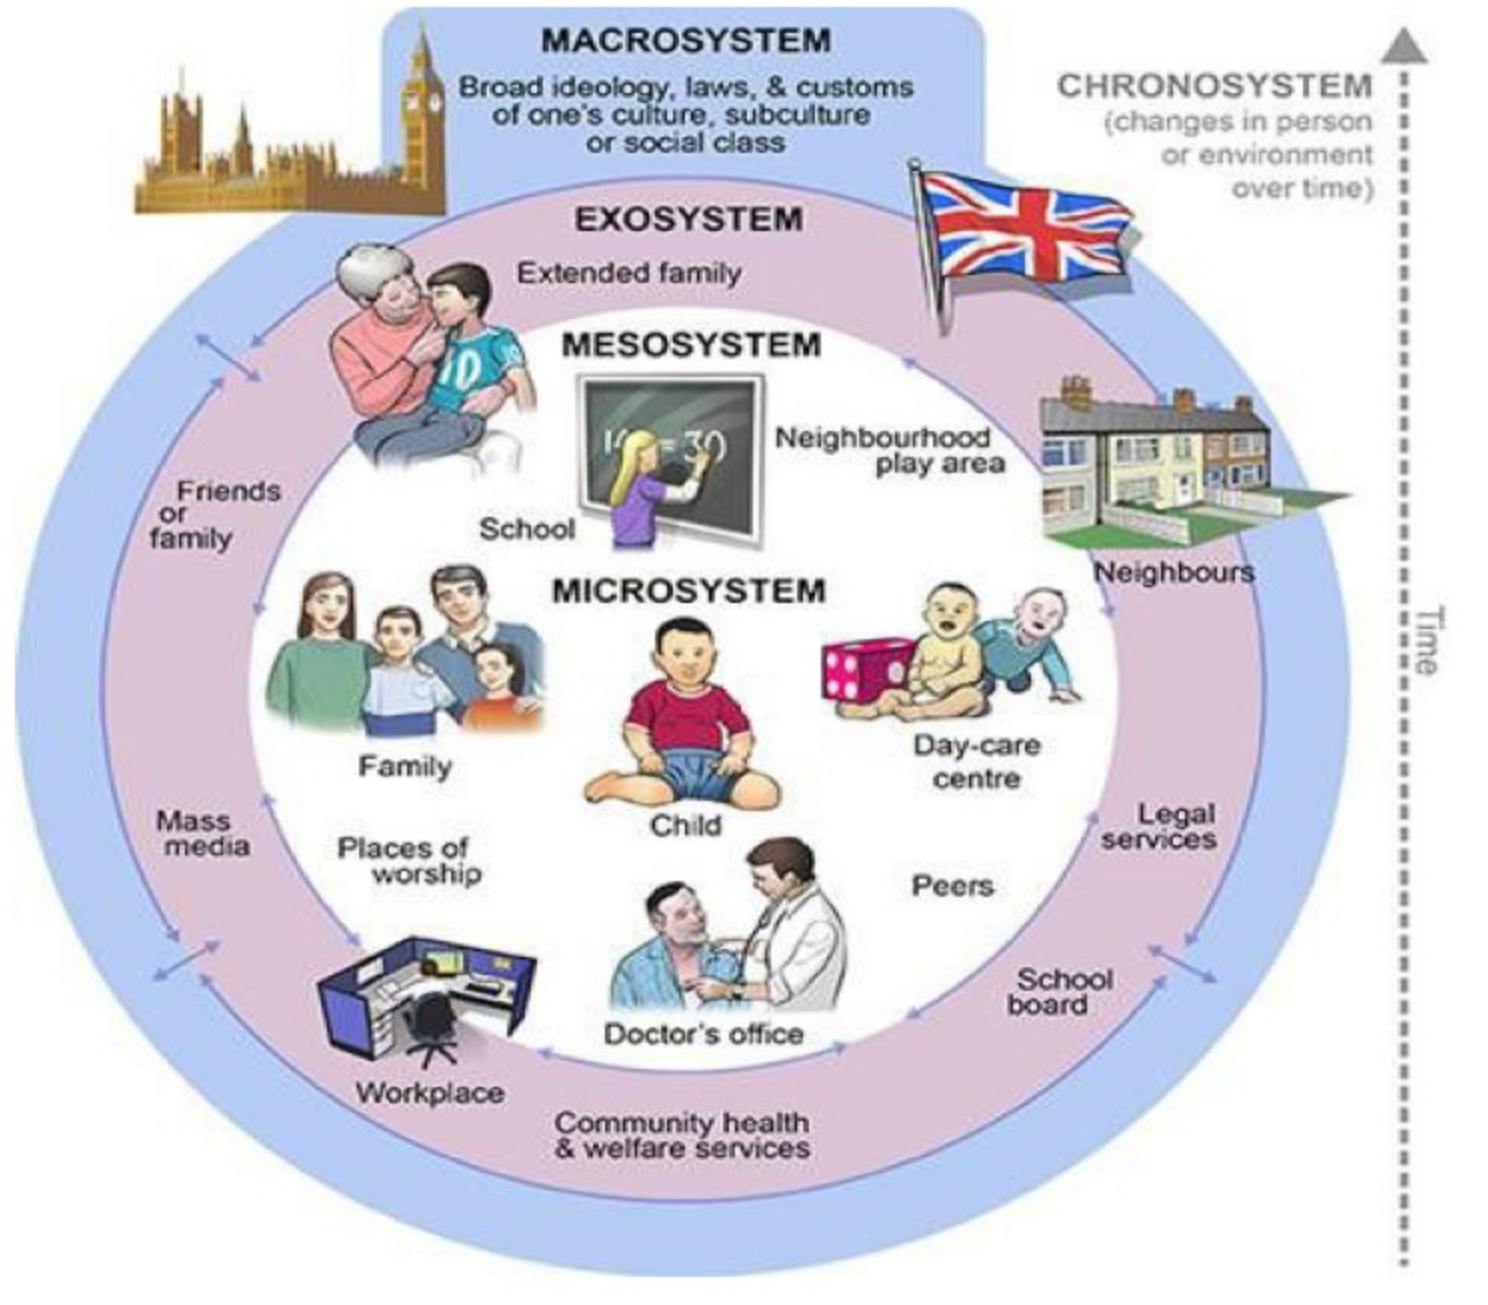 MACROSYSTEM
Broad ideology, laws, & customs
of one's culture, subculture
or social class
CHRONOSYSTEM
(changes in person
or environment
over time)
EXOSYSTEM
Extended family
MESOSYSTEM
= 30
Neighbourhood
play area
10
School
Friends
or
family
Neighbours
MICROSYSTEM
Time
Family
Child
Day-care
centre
Mass
media
Places of
worship
Legal
services
Peers
School
board
Doctor's office
Workplace
Community health
& welfare services